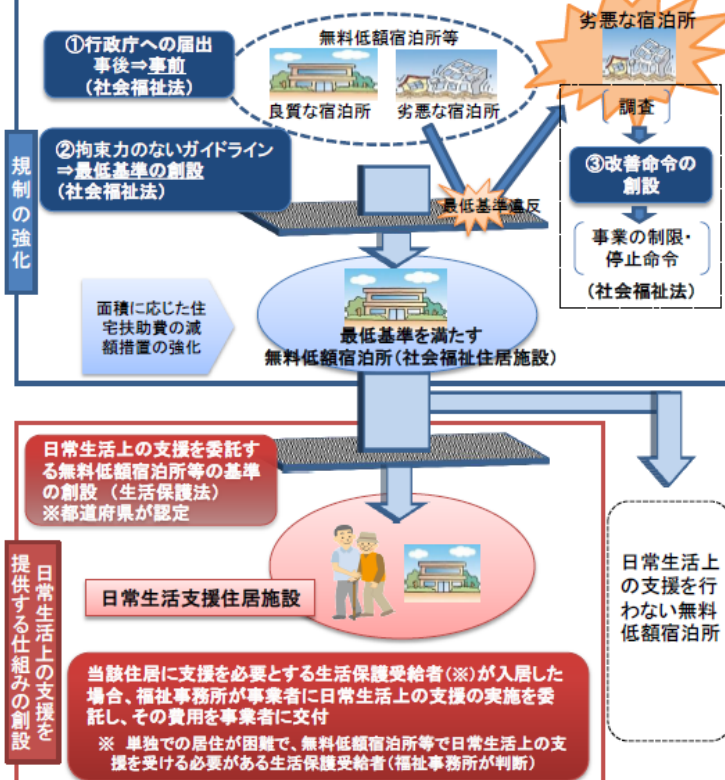 ①行政庁への届出
事後⇒事前
(社会福祉法)
無料低額宿泊所等
良質な宿泊所
劣悪な宿泊所
劣悪な宿泊所
調査
③改善命令の
創設
事業の制限・
停止命令
(社会福祉法)
規制の強化
②拘束力のないガイドライン
⇒最低基準の創設
(社会福祉法)
最低基準違反
面積に応じた住
宅扶助費の減
額措置の強化
最低基準を満たす
無料低額宿泊所(社会福祉住居施設)
日常生活上の支援を
提供する仕組みの創設
日常生活上の支援を委託す
る無料低額宿泊所等の基準
の創設 (生活保護法)
※都道府県が認定
日常生活支援住居施設
日常生活上
の支援を行
わない無料
低額宿泊所
当該住居に支援を必要とする生活保護受給者(※)が入居した
場合、福祉事務所が事業者に日常生活上の支援の実施を委
託し、その費用を事業者に交付
※ 単独での居住が困難で、無料低額宿泊所等で日常生活上の支
援を受ける必要がある生活保護受給者(福祉事務所が判断)